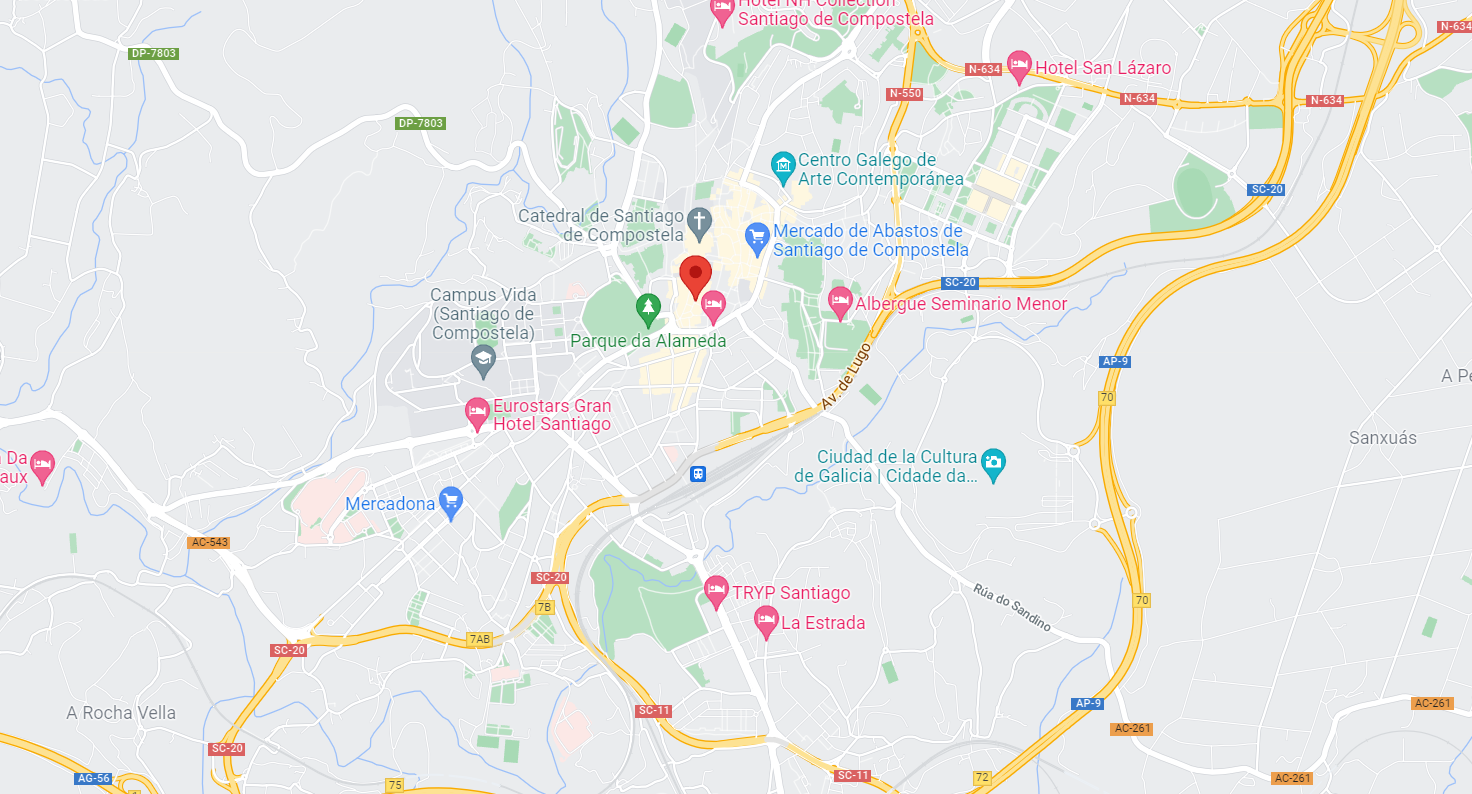 Hotel NH Collection
Santiago de Compostela
N-634
DP-7803
N-634
Hotel San Lázaro
N-550
N-634
N-634
DP-7803
Centro Galego de
Arte Contemporánea
SC-20
Catedral de Santiago
de Compostela
Mercado de Abastos de
Santiago de Compostela
SC-20
Campus Vida
(Santiago de
Compostela)
Albergue Seminario Menor
Parque da Alameda
Av. de Lugo
AP-9
A Pe
70
Eurostars Gran
Hotel Santiago
Sanxuás
Da
aux
Ciudad de la Cultura
de Galicia | Cidade da...
Mercadona
AC-543
SC-20
TRYP Santiago
Rúa do Sandino
70
7B
La Estrada
7AB
SC-20
A Rocha Vella
SC-11
AP-9
AC-261
AC-261
SC-20
AG-56
75
SC-11
72
AC-261